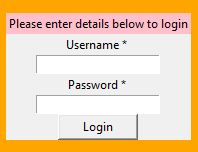 Please enter details below to login
Username *
Password *
Login